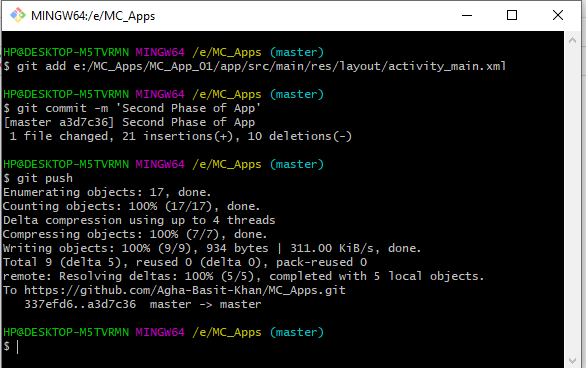 MINGW64:/e/MC_Apps
HP@DESKTOP-M5TVRMN MINGW64 /e/MC_Apps (master)
$ git add e:/MC_Apps/MC_App_01/app/src/main/res/layout/activity_main.xml
HP@DESKTOP-M5TVRMN MINGW64 /e/MC_Apps (master)
$ git commit -m 'Second Phase of App'
[master a3d7c36] Second Phase of App
1 file changed, 21 insertions(+), 10 deletions(-)
HP@DESKTOP-M5TVRMN MINGW64 /e/MC_Apps (master)
$ git push
Enumerating objects: 17, done.
Counting objects: 100% (17/17), done.
Delta compression using up to 4 threads
Compressing objects: 100% (7/7), done.
Writing objects: 100% (9/9), 934 bytes | 311.00 KiB/s, done.
Total 9 (delta 5), reused 0 (delta 0), pack-reused 0
remote: Resolving deltas: 100% (5/5), completed with 5 local objects.
To https://github.com/Agha-Basit-Khan/MC_Apps.git
337efd6..a3d7c36  master -> master
HP@DESKTOP-M5TVRMN MINGW64 /e/MC_Apps (master)
$